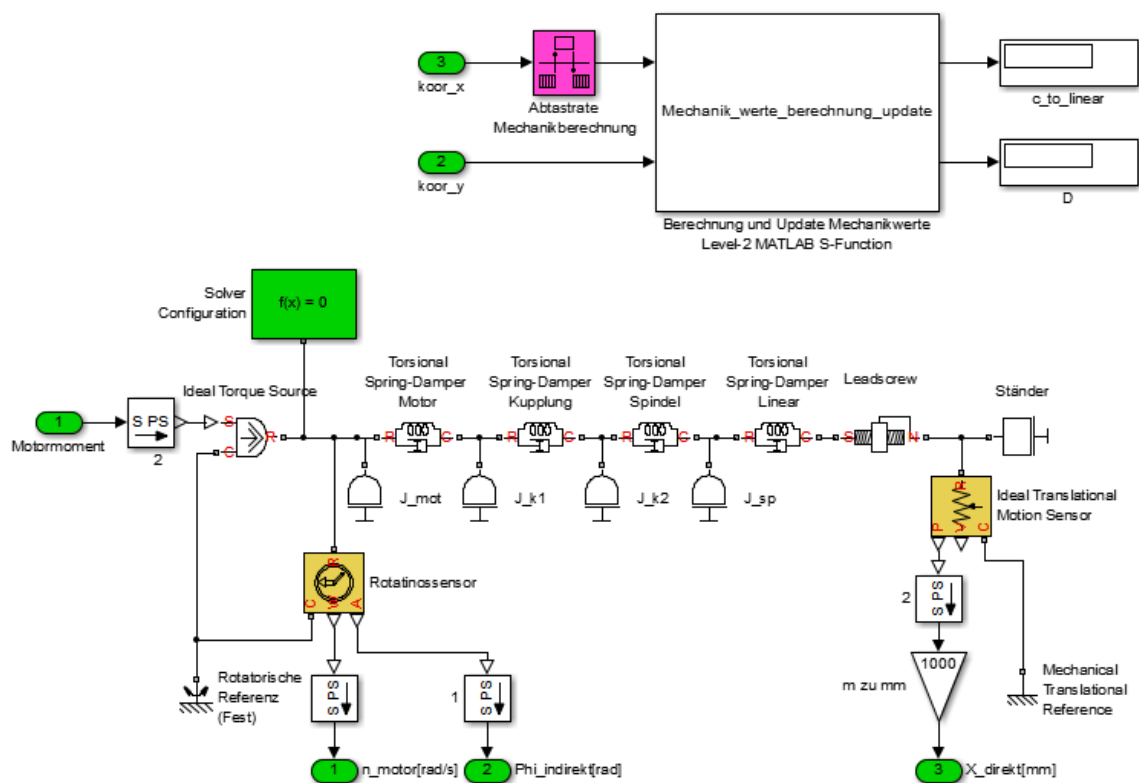 3
koor_x
Abtastrate
Mechanikberechnung
2
koor_y
Mechanik_werte_berechnung_update
Berechnung und Update Mechanikwerte
Level-2 MATLAB S-Function
c_to_linear
D
Solver
Configuration
f(x) = 0
1
Motormoment
S PS
2
Ideal Torque Source
S
C
R
Torsional
Spring-Damper
Motor
R
C
Torsional
Spring-Damper
Kupplung
R
C
Torsional
Spring-Damper
Spindel
R
C
Torsional
Spring-Damper
Linear
R
C
Leadscrew
S
N
Ständer
J_mot
J_k1
J_k2
J_sp
R
C
W
A
Rotatinossensor
R
P
V
C
Ideal Translational
Motion Sensor
Rotatorische
Referenz
(Fest)
S PS
1
S PS
2
S PS
1000
m zu mm
Mechanical
Translational
Reference
1
n_motor[rad/s]
2
Phi_indirekt[rad]
3
X_direkt[mm]